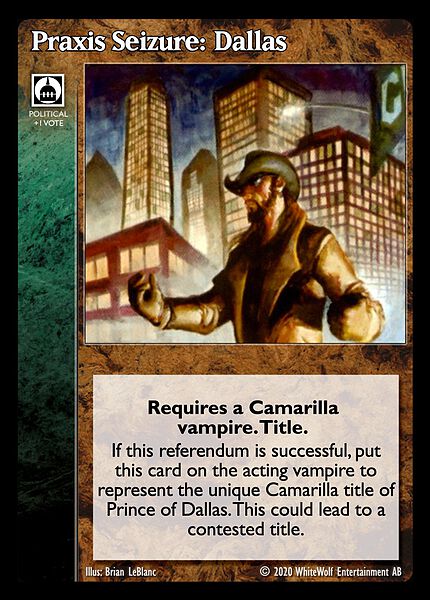 Praxis Seizure: Dallas
POLITICAL
+1 VOTE
C
Requires a Camarilla
vampire.Title.
If this referendum is successful, put
this card on the acting vampire to
represent the unique Camarilla title of
Prince of Dallas.This could lead to a
contested title.
Illus: Brian LeBlanc
© 2020 WhiteWolf Entertainment AB